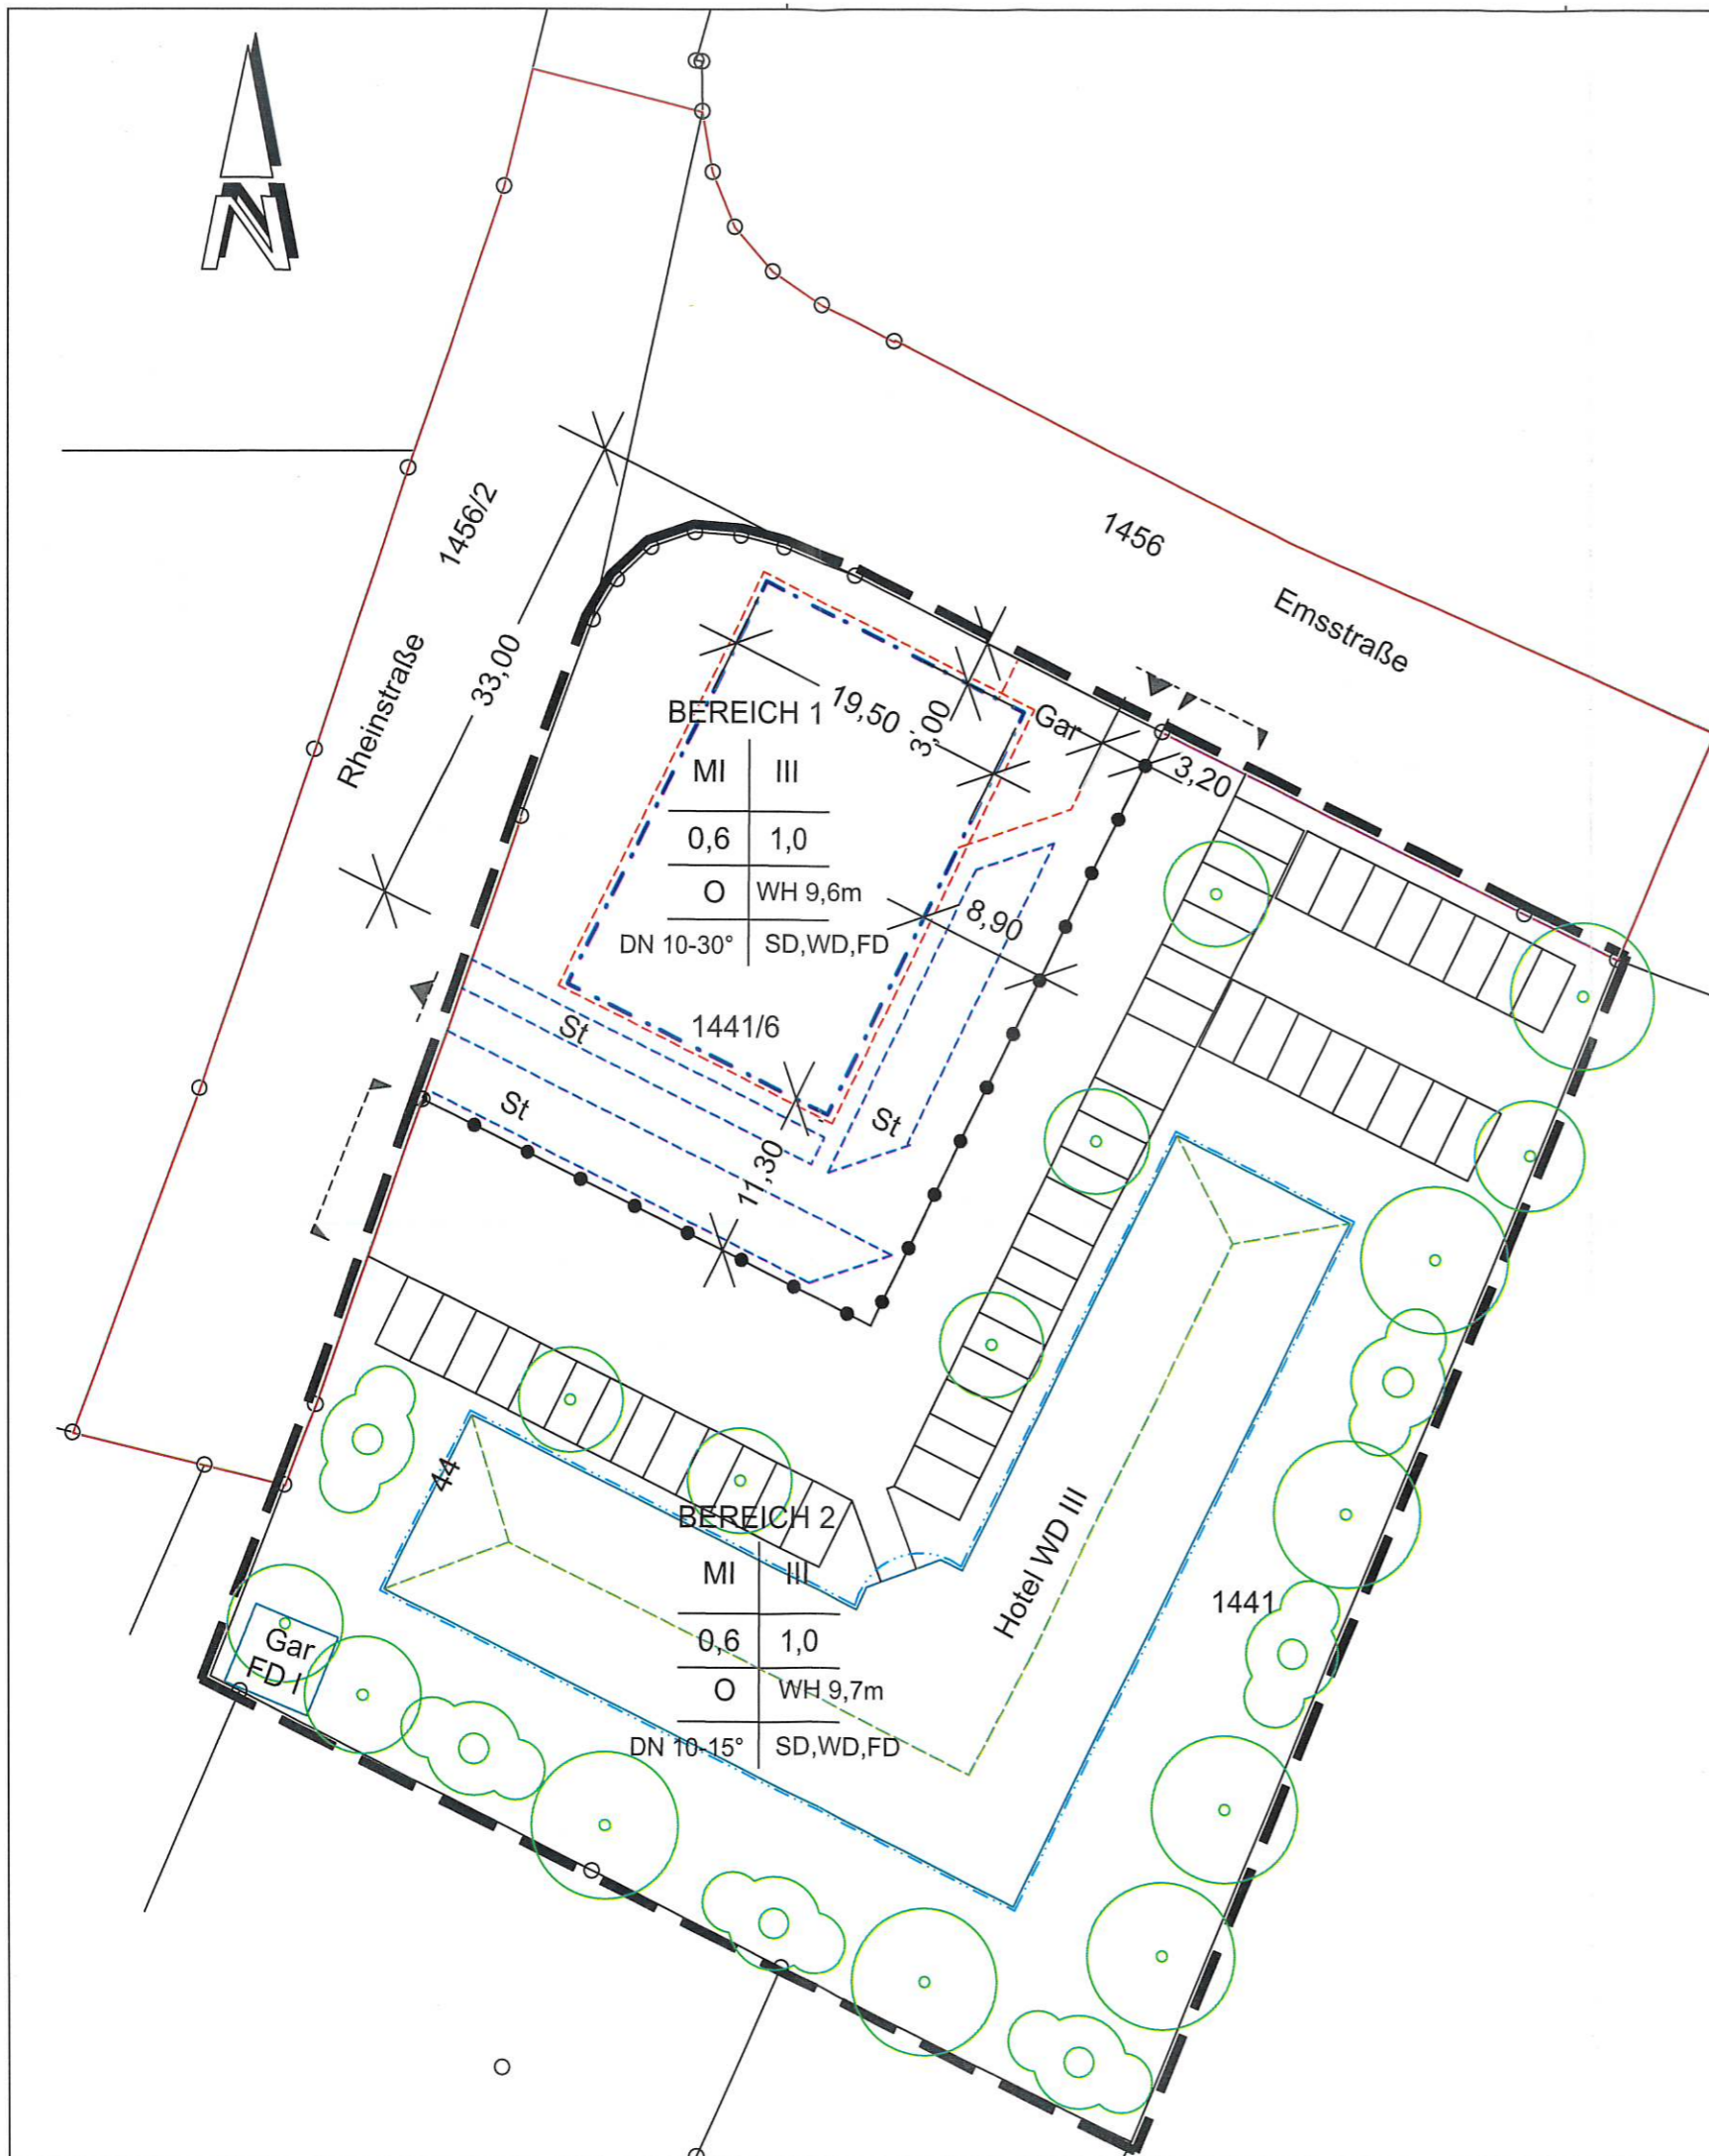 N
1456/2
1456
Emsstraße
Rheinstraße
33,00
19,50
3,00
Gar
3,20
BEREICH 1
MI III
0,6 1,0
O WH 9,6m
DN 10-30° SD,WD,FD
8,90
1441/6
St
St
St
11,30
44
BEREICH 2
MI III
0,6 1,0
O WH 9,7m
DN 10-15° SD,WD,FD
Hotel WD III
1441
Gar
FD I